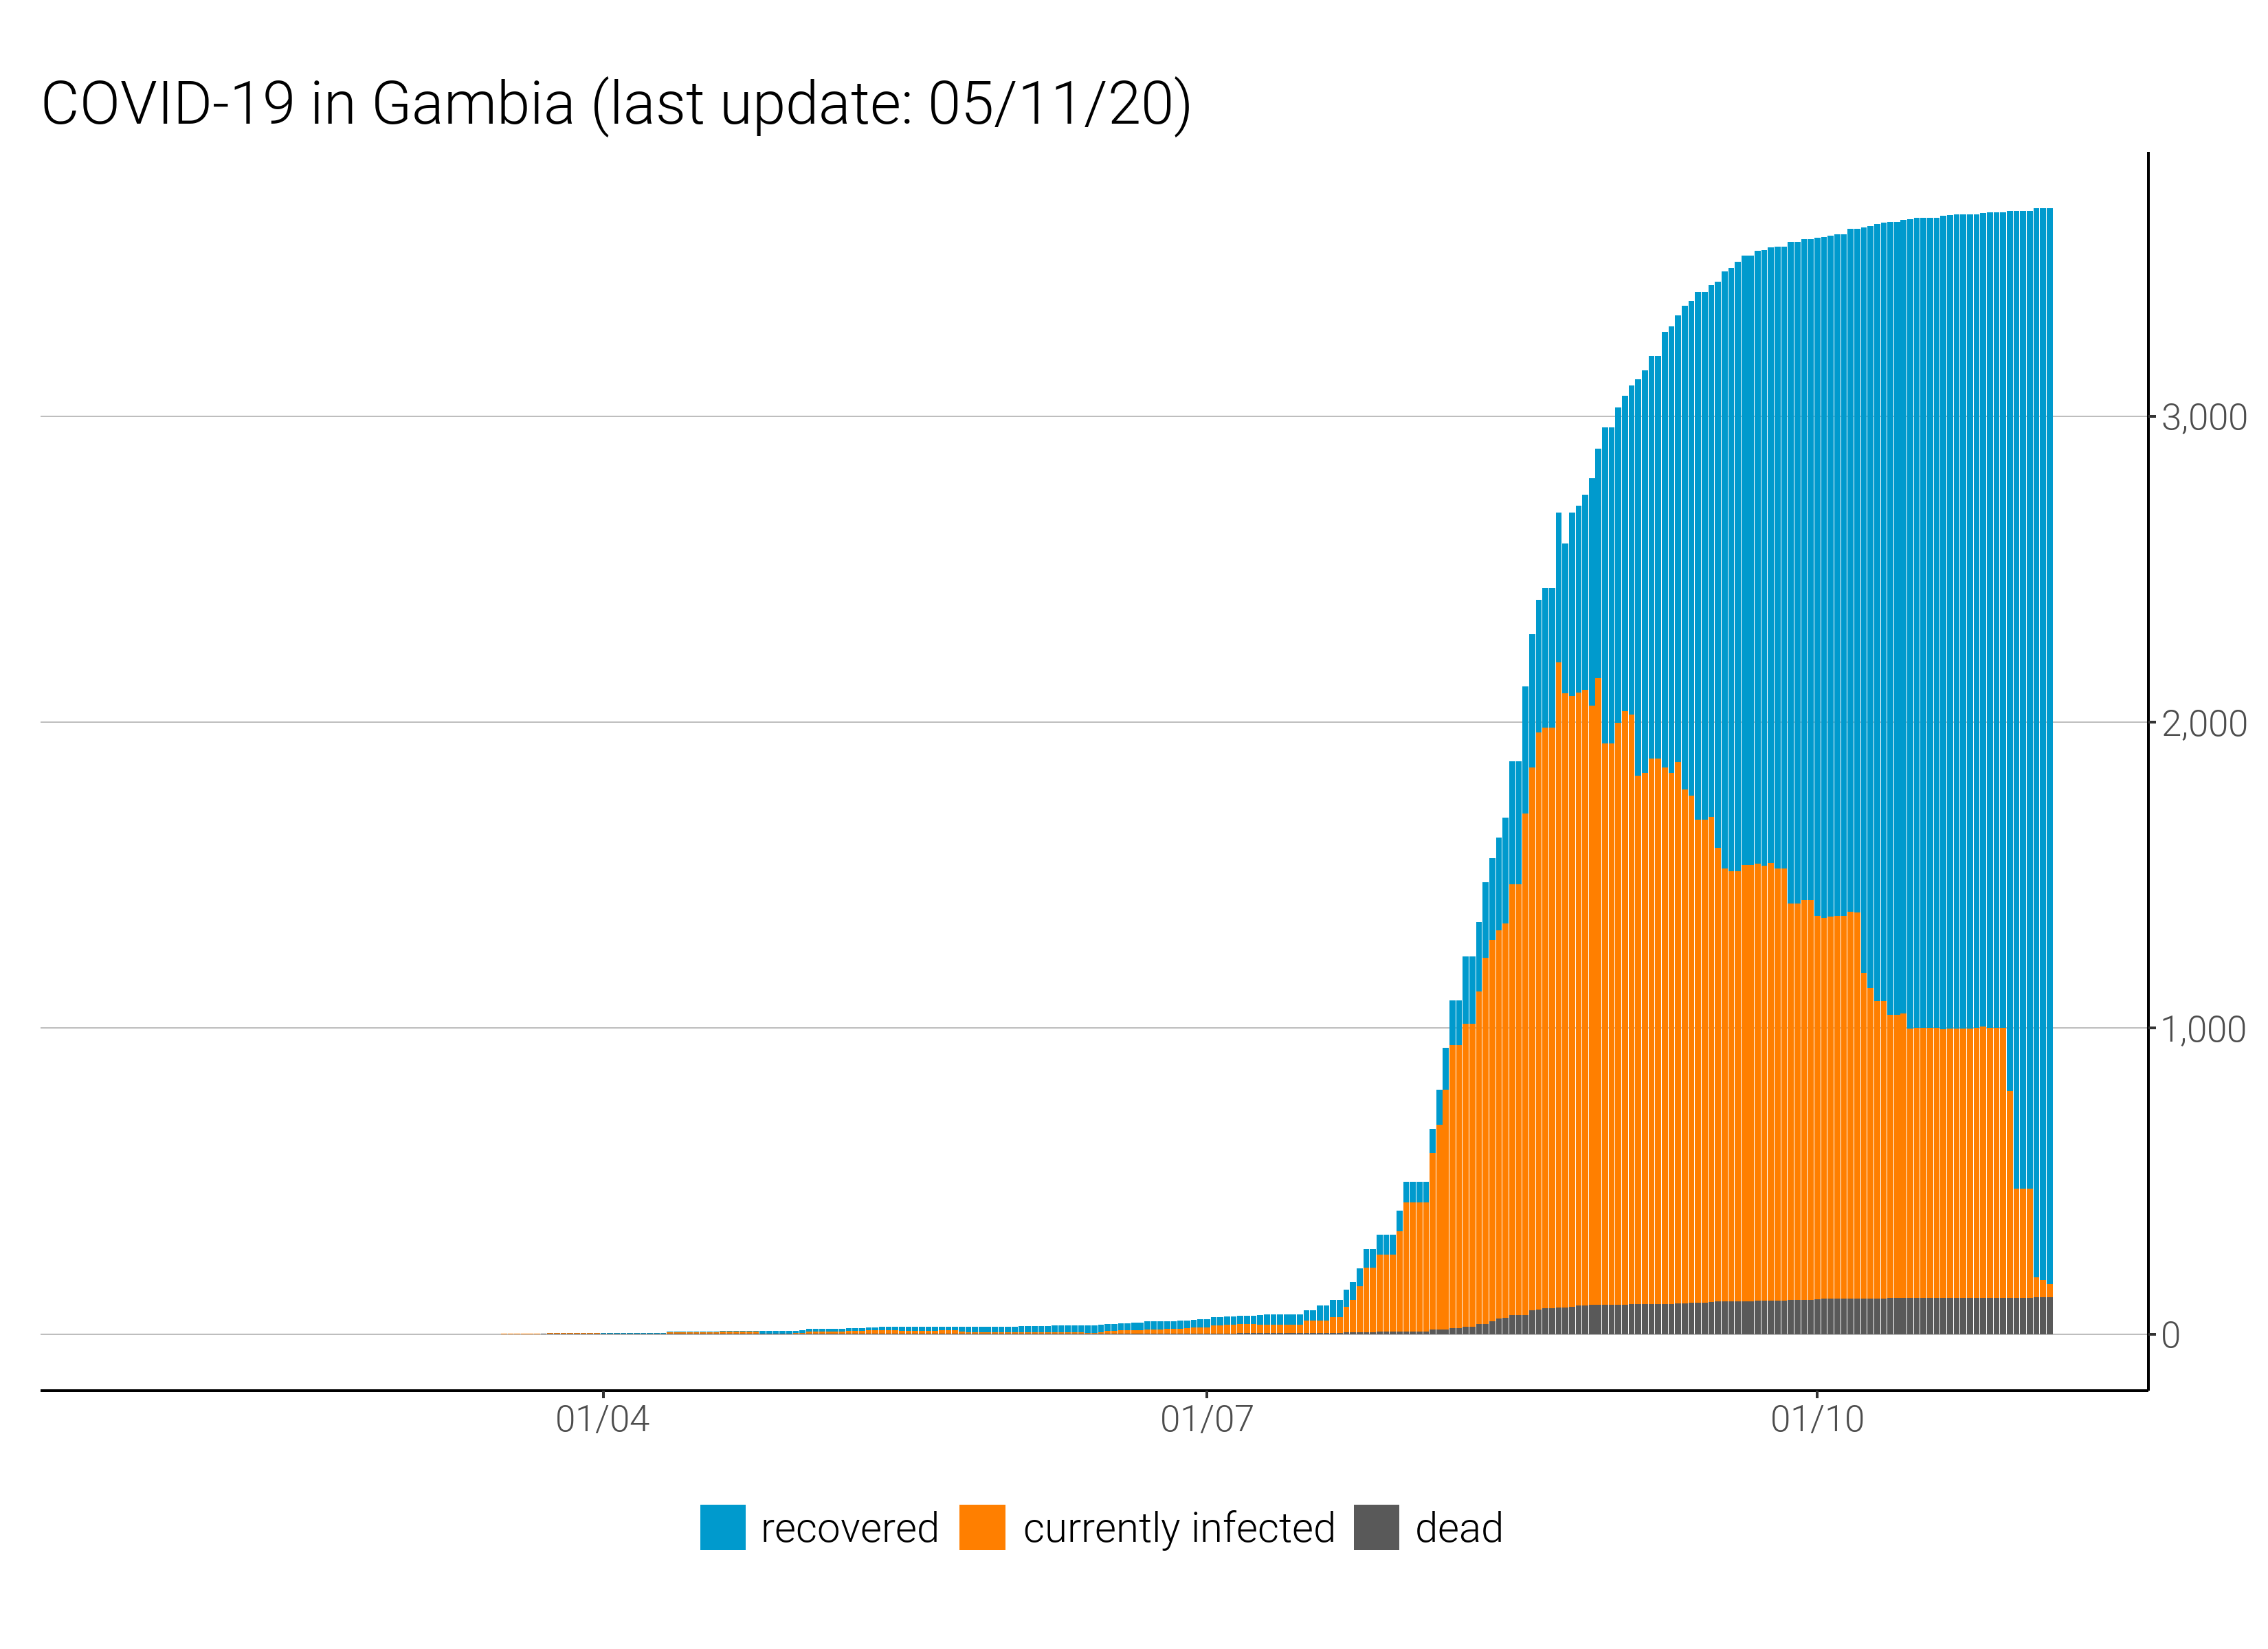 COVID-19 in Gambia (last update: 05/11/20)
3,000
2,000
1,000
0
01/04 01/07 01/10
recovered currently infected dead